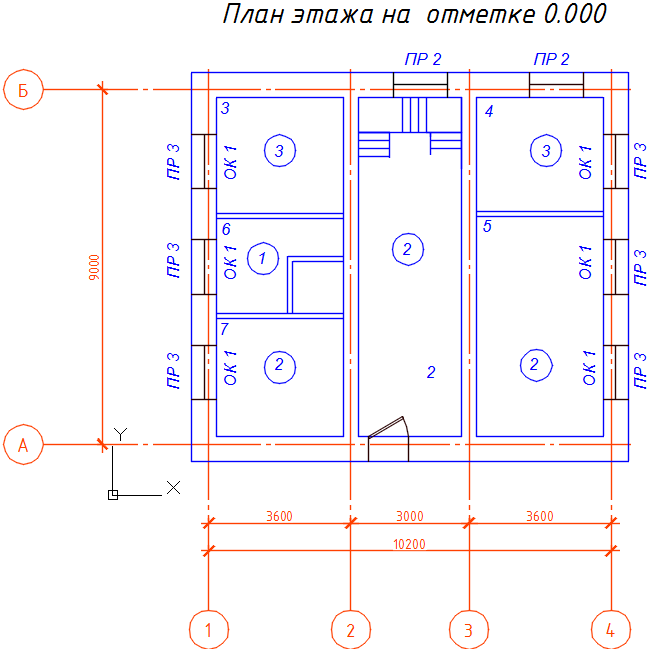 План этажа на отметке 0.000
ПР 2
ПР 2
Б
3
4
ПР 3
ОК 1
3
3
ОК 1
ПР 3
6
5
ПР 3
ОК 1
1
2
ОК 1
ПР 3
9000
7
ПР 3
ОК 1
2
2
2
ОК 1
ПР 3
А
Y
X
3600
3000
3600
10200
1
2
3
4